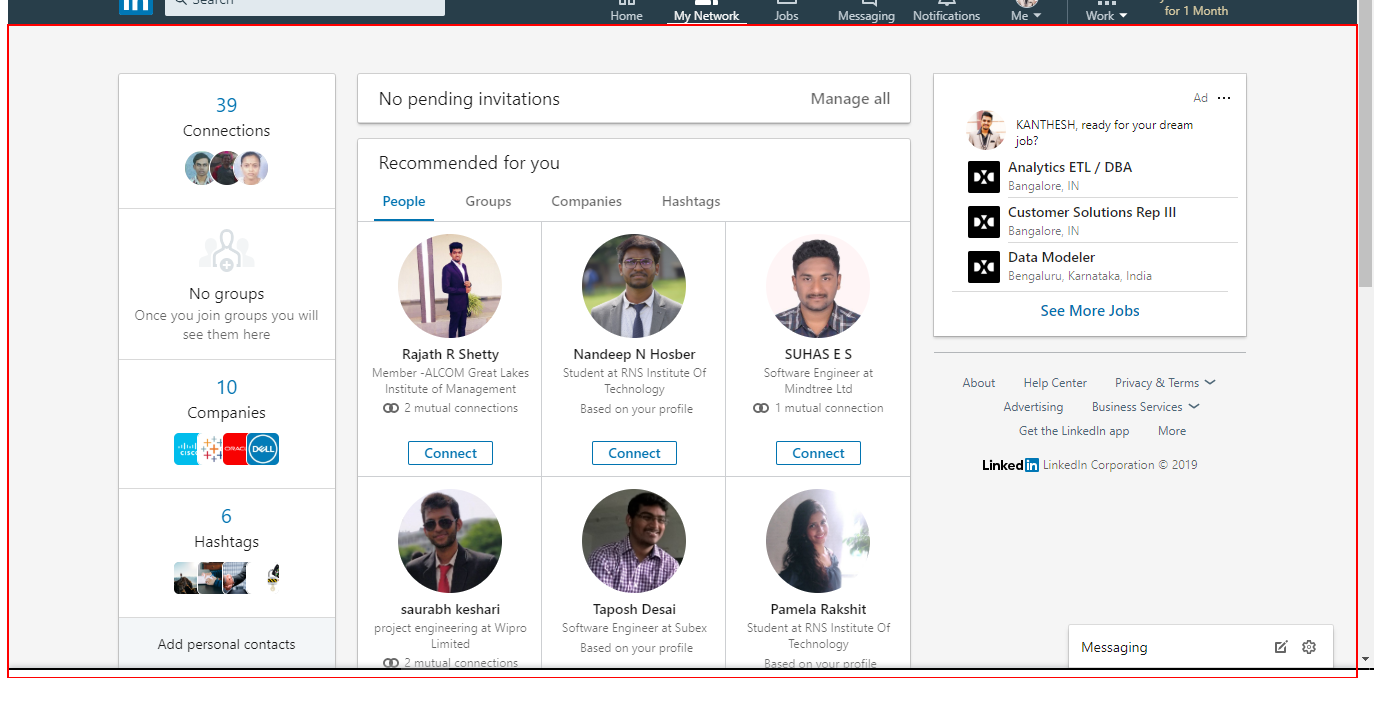 Search
Home
My Network
Jobs
Messaging
Notifications
Me
Work
for 1 Month
39
Connections
No groups
Once you join groups you will
see them here
10
Companies
CISCO
DELL
6
Hashtags
Add personal contacts
No pending invitations
Manage all
Recommended for you
People
Groups
Companies
Hashtags
Rajath R Shetty
Member -ALCOM Great Lakes
Institute of Management
2 mutual connections
Connect
Nandeep N Hosber
Student at RNS Institute Of
Technology
Based on your profile
Connect
SUHAS E S
Software Engineer at
Mindtree Ltd
1 mutual connection
Connect
saurabh keshari
project engineering at Wipro
Limited
2 mutual connections
Taposh Desai
Software Engineer at Subex
Based on your profile
Pamela Rakshit
Student at RNS Institute Of
Technology
Based on your profile
Ad
KANTHESH, ready for your dream
job?
Analytics ETL / DBA
Bangalore, IN
Customer Solutions Rep III
Bangalore, IN
Data Modeler
Bengaluru, Karnataka, India
See More Jobs
About Help Center Privacy & Terms
Advertising Business Services
Get the LinkedIn app More
Linked in LinkedIn Corporation © 2019
Messaging